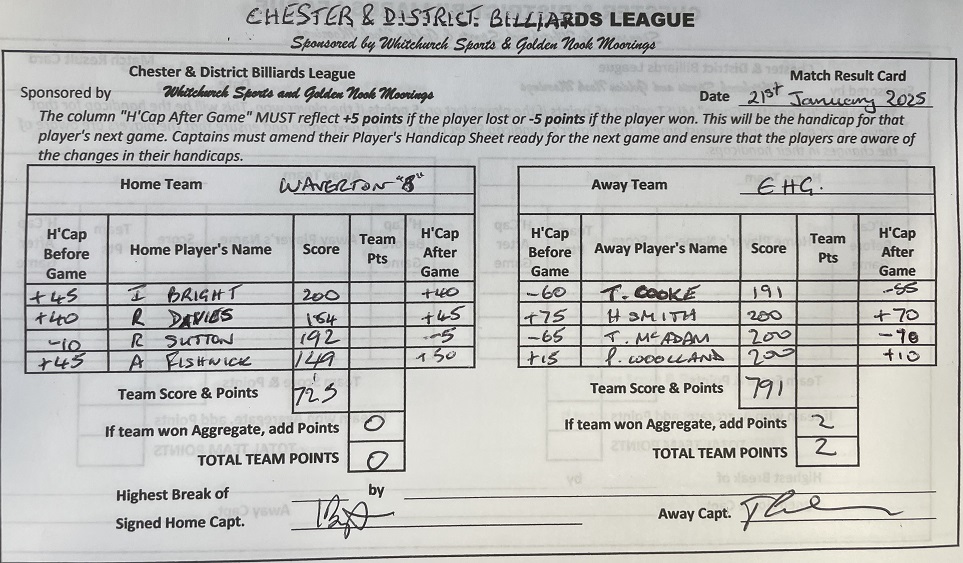 CHESTER & DISTRICT BILLIARDS LEAGUE
Sponsored by Whitchurch Sports & Golden Nook Moorings
Chester & District Billiards League Match Result Card
Sponsored by Whitchurch Sports and Golden Nook Moorings Date 21st January 2025
The column "H'Cap After Game" MUST reflect +5 points if the player lost or -5 points if the player won. This will be the handicap for that
player's next game. Captains must amend their Player's Handicap Sheet ready for the next game and ensure that the players are aware of
the changes in their handicaps.
Home Team WAVERTON "B" Away Team EHG.
H'Cap Before Game Home Player's Name Score Team Pts H'Cap After Game H'Cap Before Game Away Player's Name Score Team Pts H'Cap After Game
+45 I BRIGHT 200 +40 -60 T. COOKE 191 -55
+40 R DAVIES 184 +45 +75 H SMITH 200 +70
-10 R SUTTON 192 -5 -65 T. MCADAM 200 -70
+45 A FISHWICK 149 +50 +15 P. WOOLLAND 200 +10
Team Score & Points 725 Team Score & Points 791
If team won Aggregate, add Points 0 If team won Aggregate, add Points 2
TOTAL TEAM POINTS 0 TOTAL TEAM POINTS 2
Highest Break of by
Signed Home Capt. Away Capt.